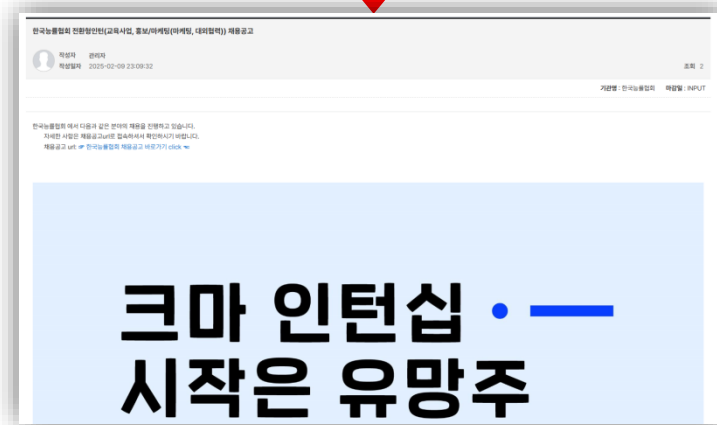 한국능률협회 전환형인턴(교육사업, 홍보/마케팅(마케팅, 대외협력)) 채용공고
작성자 관리자
작성일자 2025-02-09 23:09:32
조회 2
기관명 : 한국능률협회 마감일 : INPUT
한국능률협회 에서 다음과 같은 분야의 채용을 진행하고 있습니다.
자세한 사항은 채용공고url로 접속하셔서 확인하시기 바랍니다.
채용공고 url: ☞ 한국능률협회 채용공고 바로가기 click ☜
크마 인턴십
시작은 유망주